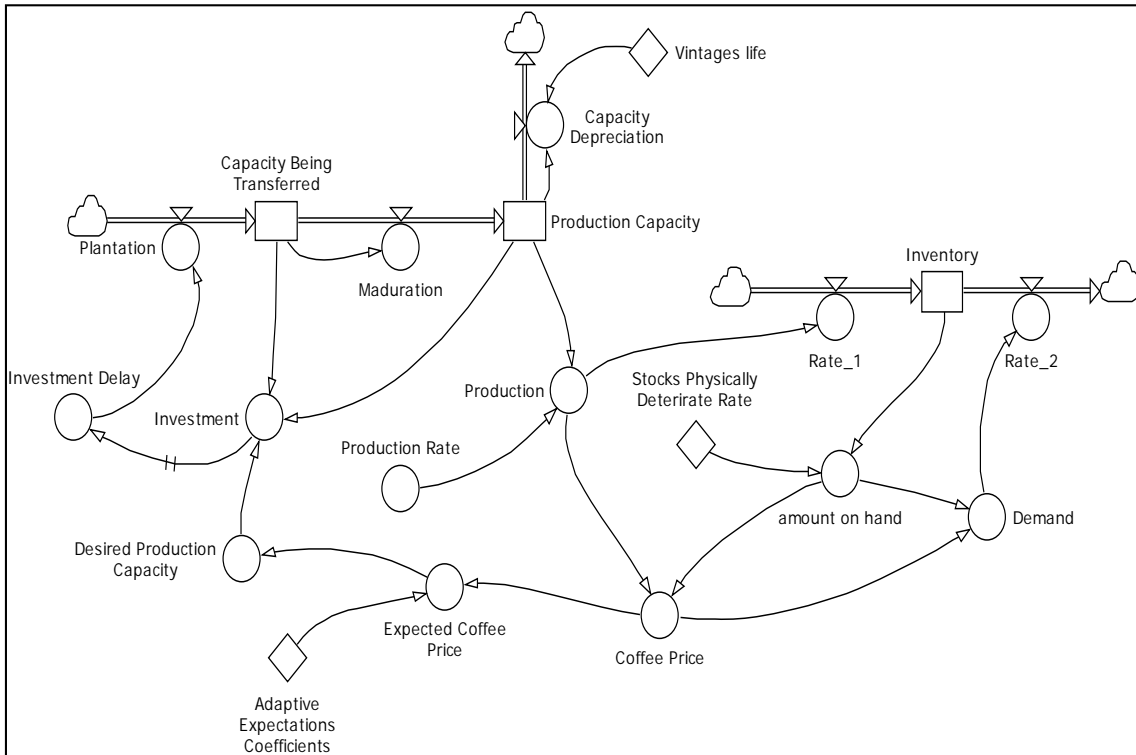 Vintages life
Capacity
Depreciation
Capacity Being
Transferred
Production Capacity
Plantation
Maduration
Inventory
Rate_1
Rate_2
Investment Delay
Investment
Production
Stocks Physically
Deterirate Rate
Production Rate
amount on hand
Demand
Desired Production
Capacity
Expected Coffee
Price
Coffee Price
Adaptive
Expectations
Coefficients